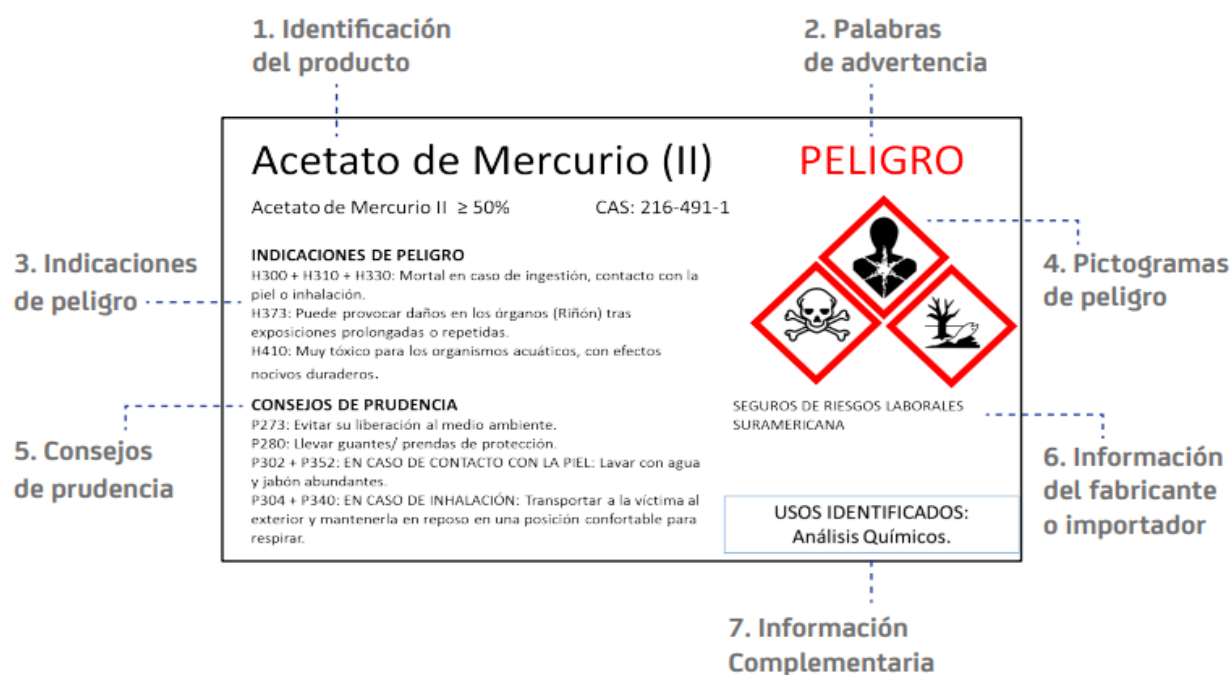 1. Identificación
del producto
2. Palabras
de advertencia
Acetato de Mercurio (II)
PELIGRO
Acetato de Mercurio II ≥ 50%
CAS: 216-491-1
3. Indicaciones
de peligro
INDICACIONES DE PELIGRO
H300 + H310 + H330: Mortal en caso de ingestión, contacto con la
piel o inhalación.
H373: Puede provocar daños en los órganos (Riñón) tras
exposiciones prolongadas o repetidas.
H410: Muy tóxico para los organismos acuáticos, con efectos
nocivos duraderos.
4. Pictogramas
de peligro
5. Consejos
de prudencia
CONSEJOS DE PRUDENCIA
P273: Evitar su liberación al medio ambiente.
P280: Llevar guantes/ prendas de protección.
P302 + P352: EN CASO DE CONTACTO CON LA PIEL: Lavar con agua
y jabón abundantes.
P304 + P340: EN CASO DE INHALACIÓN: Transportar a la víctima al
exterior y mantenerla en reposo en una posición confortable para
respirar.
SEGUROS DE RIESGOS LABORALES
SURAMERICANA
6. Información
del fabricante
o importador
USOS IDENTIFICADOS:
Análisis Químicos.
7. Información
Complementaria